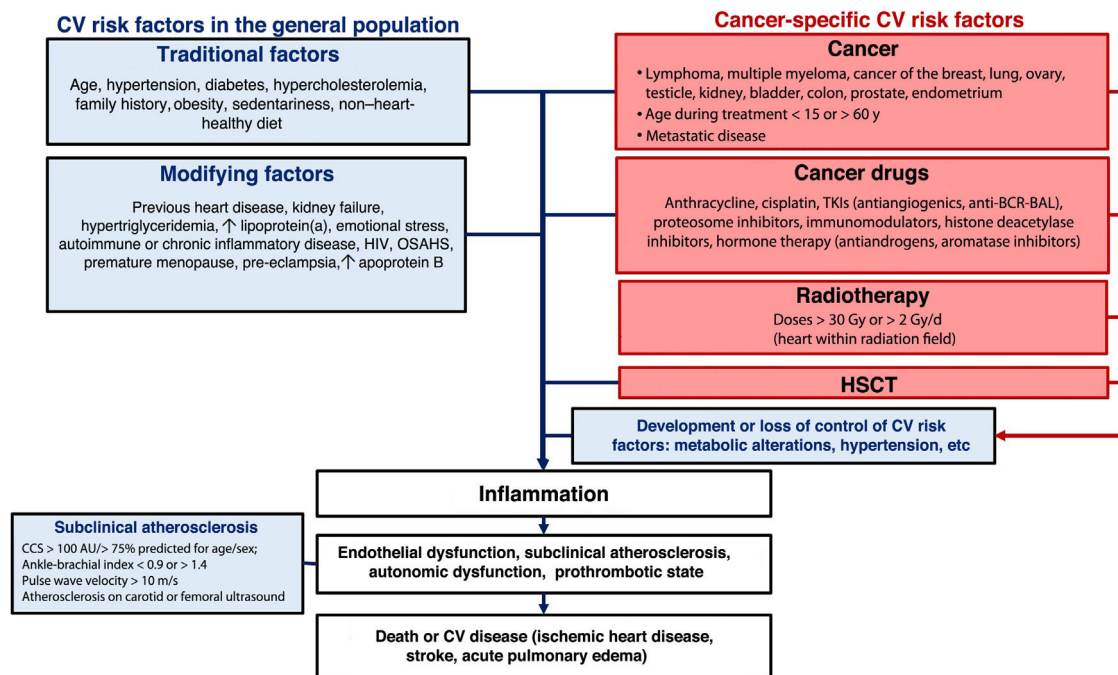 CV risk factors in the general population
Traditional factors
Age, hypertension, diabetes, hypercholesterolemia,
family history, obesity, sedentariness, non–heart-
healthy diet
Modifying factors
Previous heart disease, kidney failure,
hypertriglyceridemia, ↑ lipoprotein(a), emotional stress,
autoimmune or chronic inflammatory disease, HIV, OSAHS,
premature menopause, pre-eclampsia, ↑ apoprotein B
Cancer-specific CV risk factors
Cancer
• Lymphoma, multiple myeloma, cancer of the breast, lung, ovary,
testicle, kidney, bladder, colon, prostate, endometrium
• Age during treatment < 15 or > 60 y
• Metastatic disease
Cancer drugs
Anthracycline, cisplatin, TKIs (antiangiogenics, anti-BCR-BAL),
proteosome inhibitors, immunomodulators, histone deacetylase
inhibitors, hormone therapy (antiandrogens, aromatase inhibitors)
Radiotherapy
Doses > 30 Gy or > 2 Gy/d
(heart within radiation field)
HSCT
Development or loss of control of CV risk
factors: metabolic alterations, hypertension, etc
Inflammation
Subclinical atherosclerosis
CCS > 100 AU/> 75% predicted for age/sex;
Ankle-brachial index < 0.9 or > 1.4
Pulse wave velocity > 10 m/s
Atherosclerosis on carotid or femoral ultrasound
Endothelial dysfunction, subclinical atherosclerosis,
autonomic dysfunction, prothrombotic state
Death or CV disease (ischemic heart disease,
stroke, acute pulmonary edema)